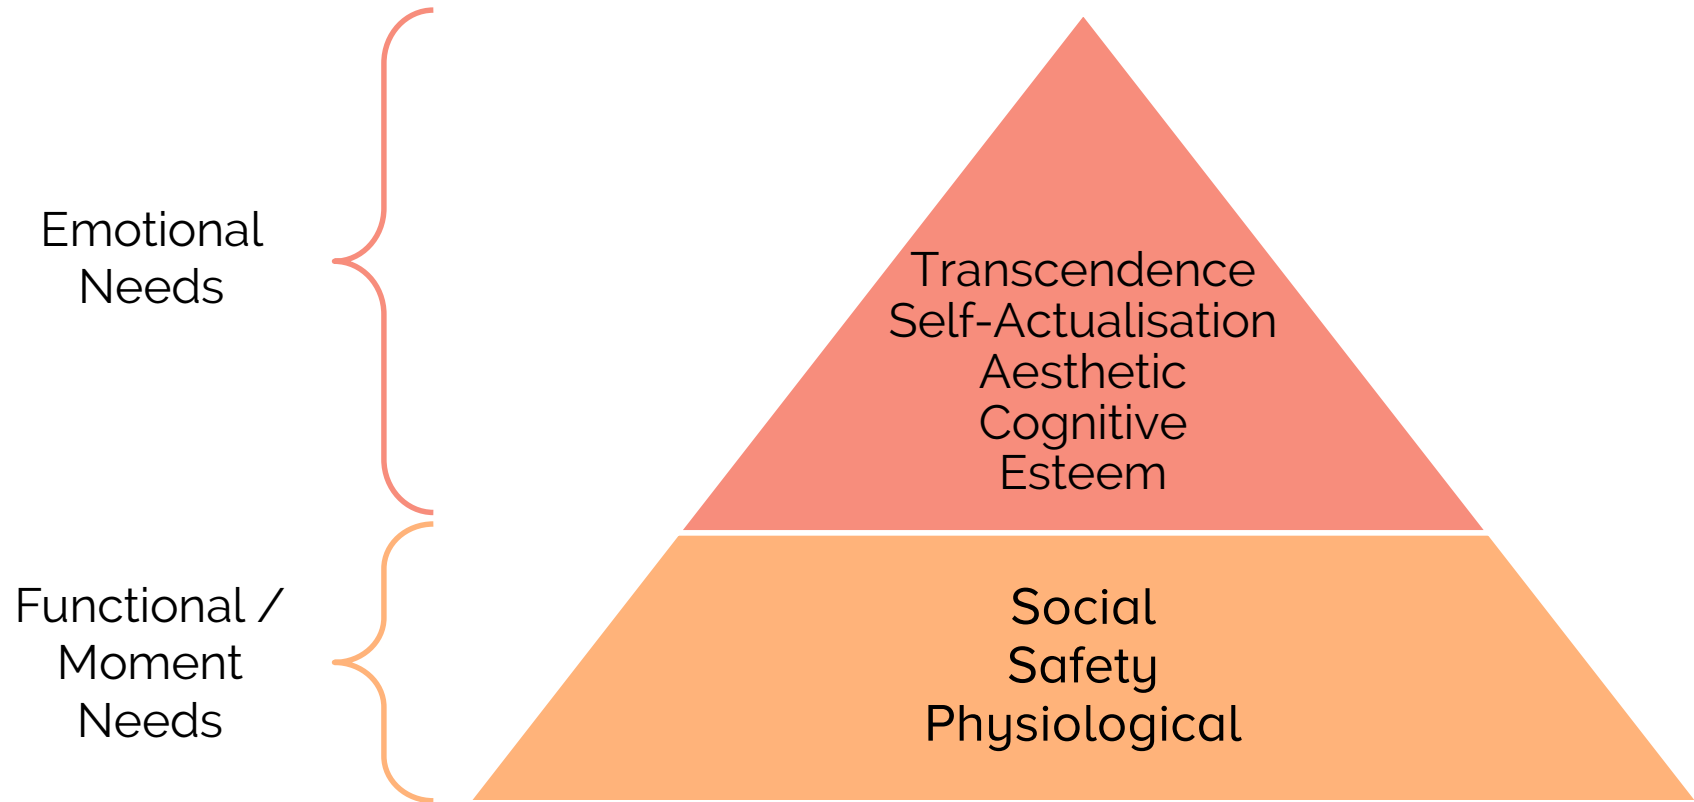 Emotional
Needs
Transcendence
Self-Actualisation
Aesthetic
Cognitive
Esteem
Functional /
Moment
Needs
Social
Safety
Physiological